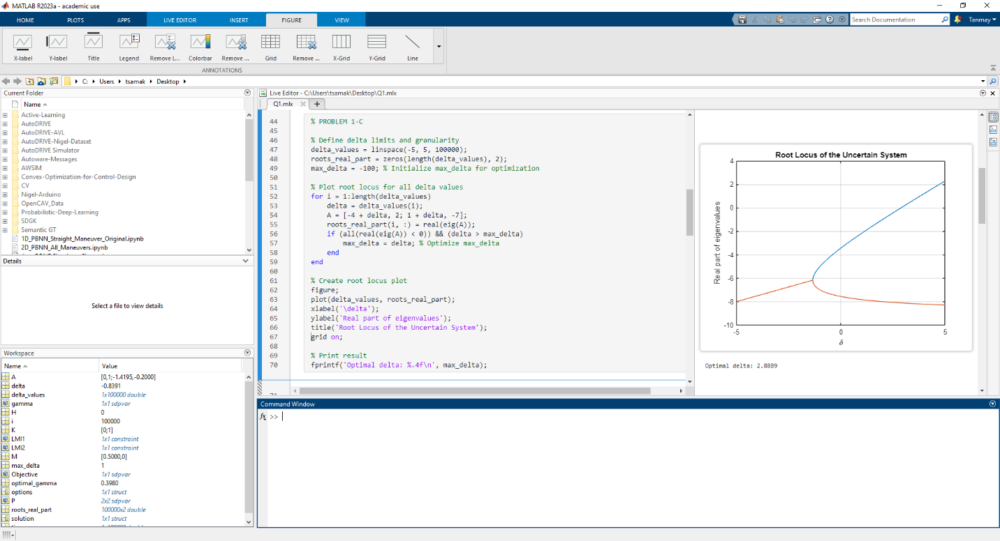 MATLAB R2023a - academic use
HOME PLOTS APPS LIVE EDITOR INSERT FIGURE VIEW
Search Documentation
Tanmay
X-label Y-label Title Legend Remove L... Colorbar Remove ... Grid Remove ... X-Grid Y-Grid Line
ANNOTATIONS
C: Users tsamak Desktop
Current Folder
Name
Active-Learning
AutoDRIVE
AutoDRIVE-AVL
AutoDRIVE-Nigel-Dataset
AutoDRIVE Simulator
Autoware-Messages
AWSIM
Convex-Optimization-for-Control-Design
CV
Nigel-Arduino
OpenCAV_Data
Probabilistic-Deep-Learning
SDGK
Semantic GT
1D_PBNN_Straight_Maneuver_Original.ipynb
2D_PBNN_All_Maneuvers.ipynb
Details
Select a file to view details
Workspace
Name Value
A [0,1;-1.4195,-0.2000]
delta -0.8391
delta_values 1x100000 double
gamma 1x1 sdpvar
H 0
i 100000
K [0;1]
LMI1 1x1 constraint
LMI2 1x1 constraint
M [0.5000,0]
max_delta 1
Objective 1x1 sdpvar
optimal_gamma 0.3980
options 1x1 struct
P 2x2 sdpvar
roots_real_part 100000x2 double
solution 1x1 struct
Live Editor - C:\Users\tsamak\Desktop\Q1.mlx
Q1.mlx
44 % PROBLEM 1-C
45
46 % Define delta limits and granularity
47 delta_values = linspace(-5, 5, 100000);
48 roots_real_part = zeros(length(delta_values), 2);
49 max_delta = -100; % Initialize max_delta for optimization
50
51 % Plot root locus for all delta values
52 for i = 1:length(delta_values)
53 delta = delta_values(i);
54 A = [-4 + delta, 2; 1 + delta, -7];
55 roots_real_part(i, :) = real(eig(A));
56 if (all(real(eig(A)) < 0)) && (delta > max_delta)
57 max_delta = delta; % Optimize max_delta
58 end
59 end
60
61 % Create root locus plot
62 figure;
63 plot(delta_values, roots_real_part);
64 xlabel('\delta');
65 ylabel('Real part of eigenvalues');
66 title('Root Locus of the Uncertain System');
67 grid on;
68
69 % Print result
70 fprintf('Optimal delta: %.4f\n', max_delta);
Root Locus of the Uncertain System
Real part of eigenvalues
4
2
0
-2
-4
-6
-8
-10
-5 0 5
δ
Optimal delta: 2.8889
Command Window
fx >>